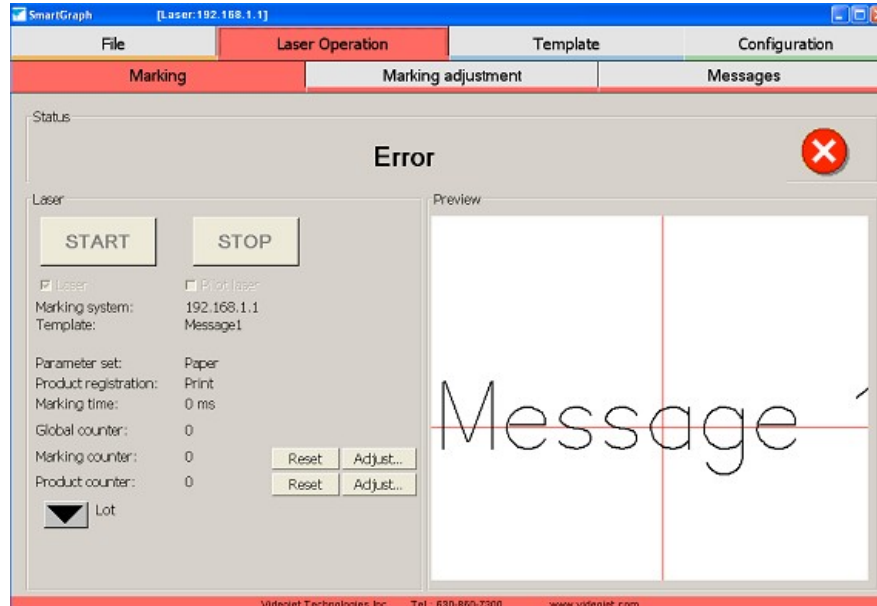 SmartGraph [Laser:192.168.1.1]
File Laser Operation Template Configuration
Marking Marking adjustment Messages
Status
Error
Laser
Preview
START STOP
Laser Pilot laser
Marking system: 192.168.1.1
Template: Message1
Parameter set: Paper
Product registration: Print
Marking time: 0 ms
Global counter: 0
Marking counter: 0 Reset Adjust...
Product counter: 0 Reset Adjust...
Lot
Message 1
Videojet Technologies Inc. Tel.: 630-860-7300 www.videojet.com